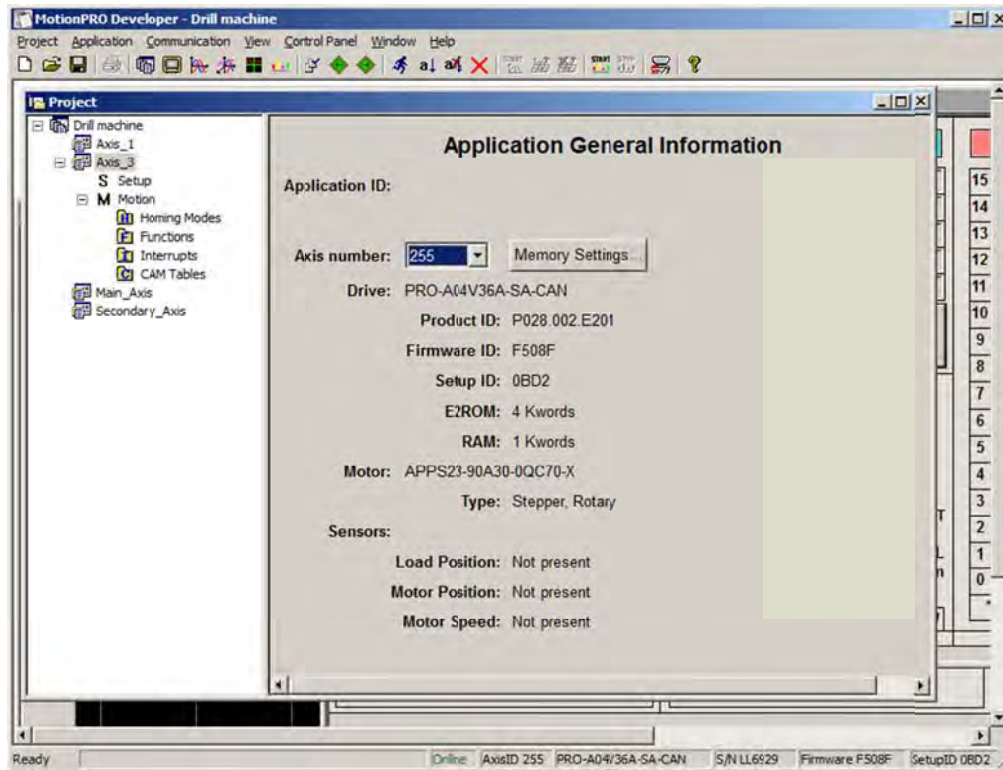 MotionPRO Developer - Drill machine
Project Application Communication View Control Panel Window Help
Project
Drill machine
Axis_1
Axis_3
S Setup
M Motion
Homing Modes
Functions
Interrupts
CAM Tables
Main_Axis
Secondary_Axis
Application General Information
Application ID:
Axis number: 255 Memory Settings...
Drive: PRO-A04V36A-SA-CAN
Product ID: P028.002.E201
Firmware ID: F508F
Setup ID: 0BD2
E2ROM: 4 Kwords
RAM: 1 Kwords
Motor: APPS23-90A30-0QC70-X
Type: Stepper, Rotary
Sensors:
Load Position: Not present
Motor Position: Not present
Motor Speed: Not present
15
14
13
12
11
10
9
8
7
6
5
4
3
2
1
0
Ready Online AxisID 255 PRO-A04V36A-SA-CAN S/N LL6929 Firmware F508F SetupID 0BD2